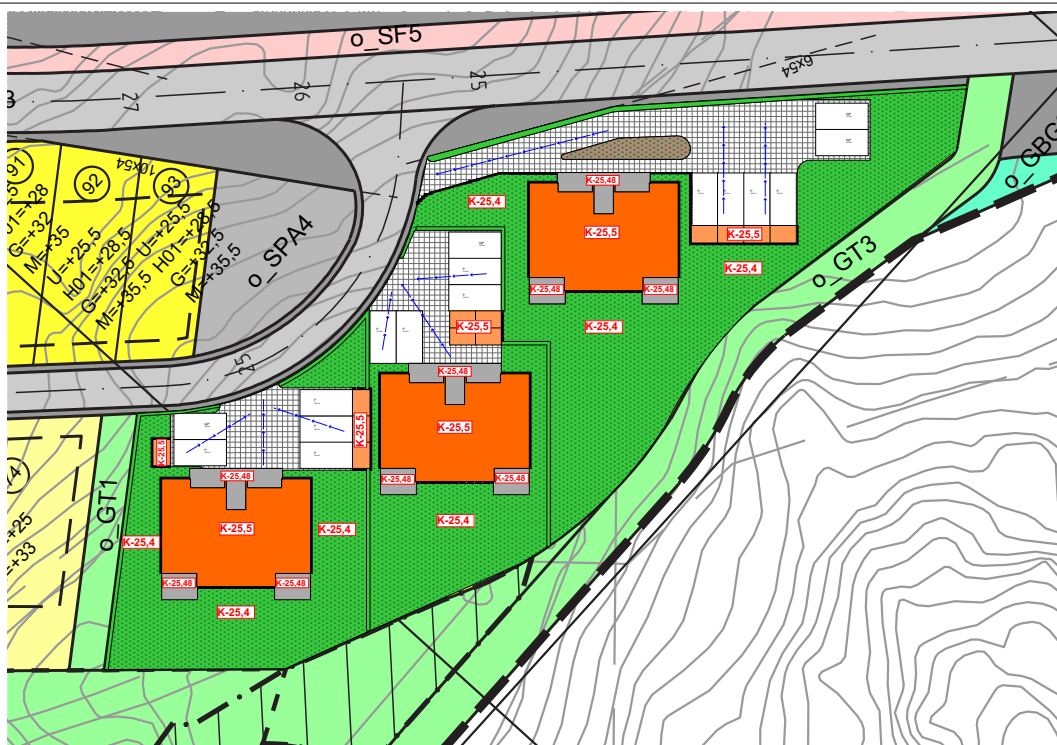 o_SF5
27
26
25
6x54
91
92
93
10x54
H01=+28
G=+32
M=+35
U=+25,5
H01=+28,5
G=+32,5
M=+35,5
U=+25,5
H01=+28,5
G=+32,5
M=+35,5
o_SPA4
K-25,48
K-25,4
K-25,5
K-25,5
K-25,4
K-25,48
K-25,48
K-25,4
o_GT3
K-25,5
25
K-25,48
K-25,5
K-25,5
K-25,5
K-25,48
K-25,48
K-25,48
K-25,4
K-25,5
K-25,4
K-25,4
K-25,48
K-25,48
K-25,4
o_GT1
74
=+25
=+33